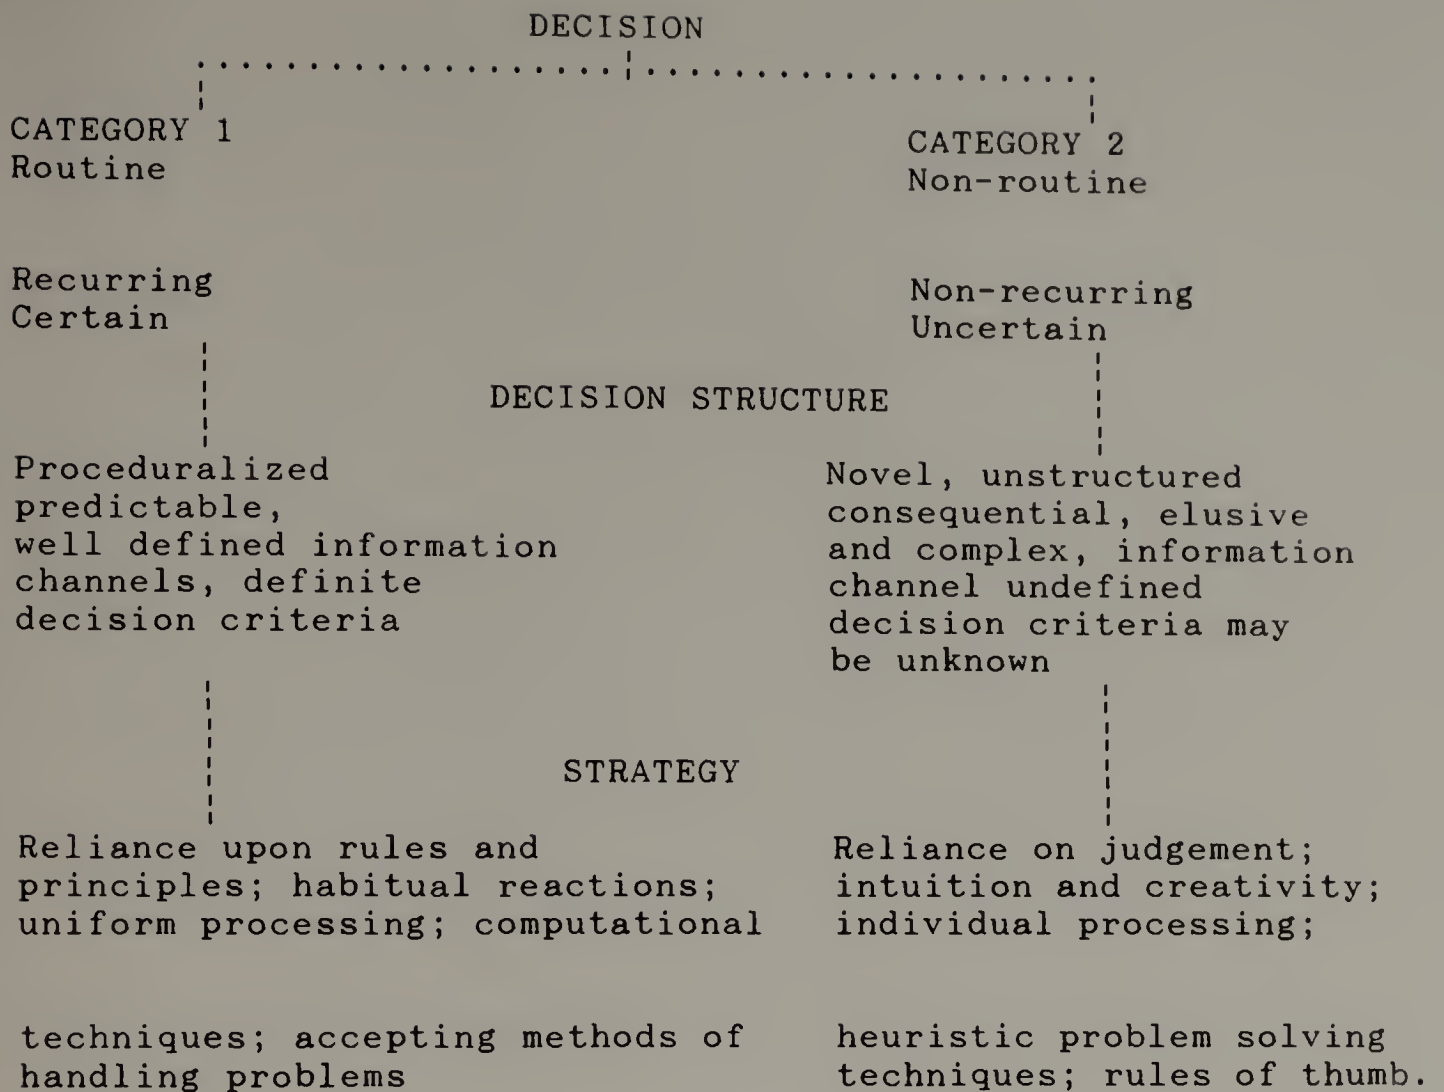 DECISION
CATEGORY 1
Routine
CATEGORY 2
Non-routine
Recurring
Certain
Non-recurring
Uncertain
DECISION STRUCTURE
Proceduralized
predictable,
well defined information
channels, definite
decision criteria
Novel, unstructured
consequential, elusive
and complex, information
channel undefined
decision criteria may
be unknown
STRATEGY
Reliance upon rules and
principles; habitual reactions;
uniform processing; computational
techniques; accepting methods of
handling problems
Reliance on judgement;
intuition and creativity;
individual processing;
heuristic problem solving
techniques; rules of thumb.